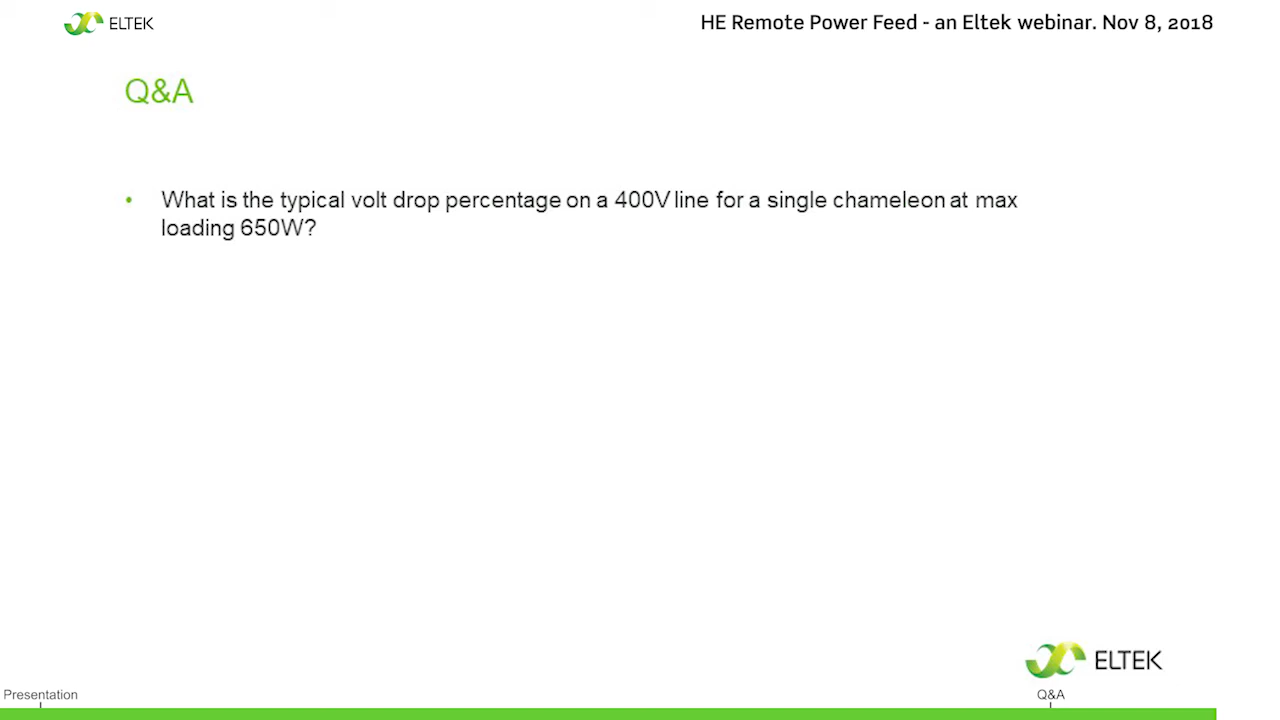 ELTEK
HE Remote Power Feed - an Eltek webinar. Nov 8, 2018
Q&A
• What is the typical volt drop percentage on a 400V line for a single chameleon at max
loading 650W?
ELTEK
Presentation
Q&A